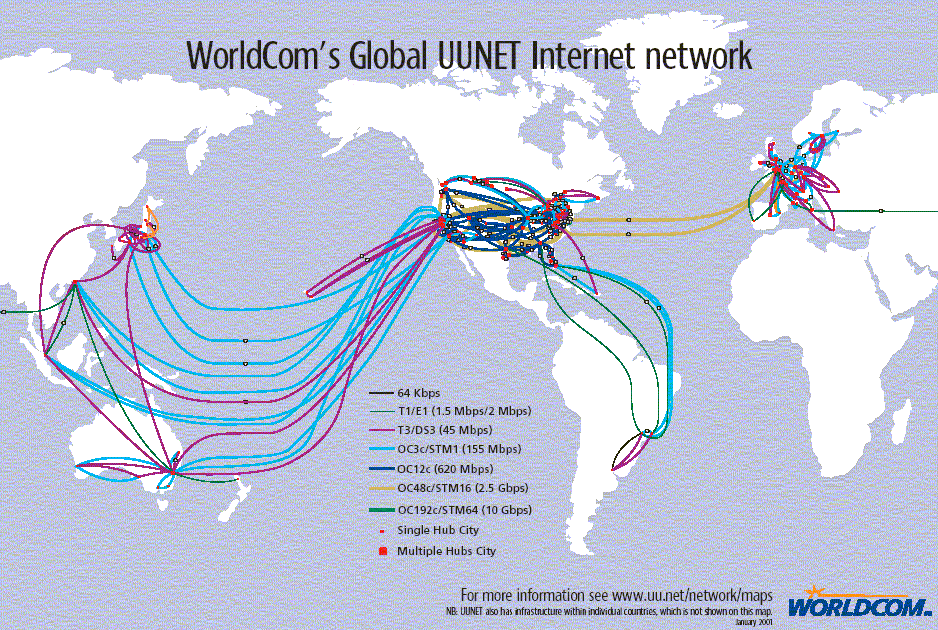 WorldCom's Global UUNET Internet network
64 Kbps
T1/E1 (1.5 Mbps/2 Mbps)
T3/DS3 (45 Mbps)
OC3c/STM1 (155 Mbps)
OC12c (620 Mbps)
OC48c/STM16 (2.5 Gbps)
OC192c/STM64 (10 Gbps)
Single Hub City
Multiple Hubs City
For more information see www.uu.net/network/maps
NB: UUNET also has infrastructure within individual countries, which is not shown on this map.
January 2001
WORLDCOM